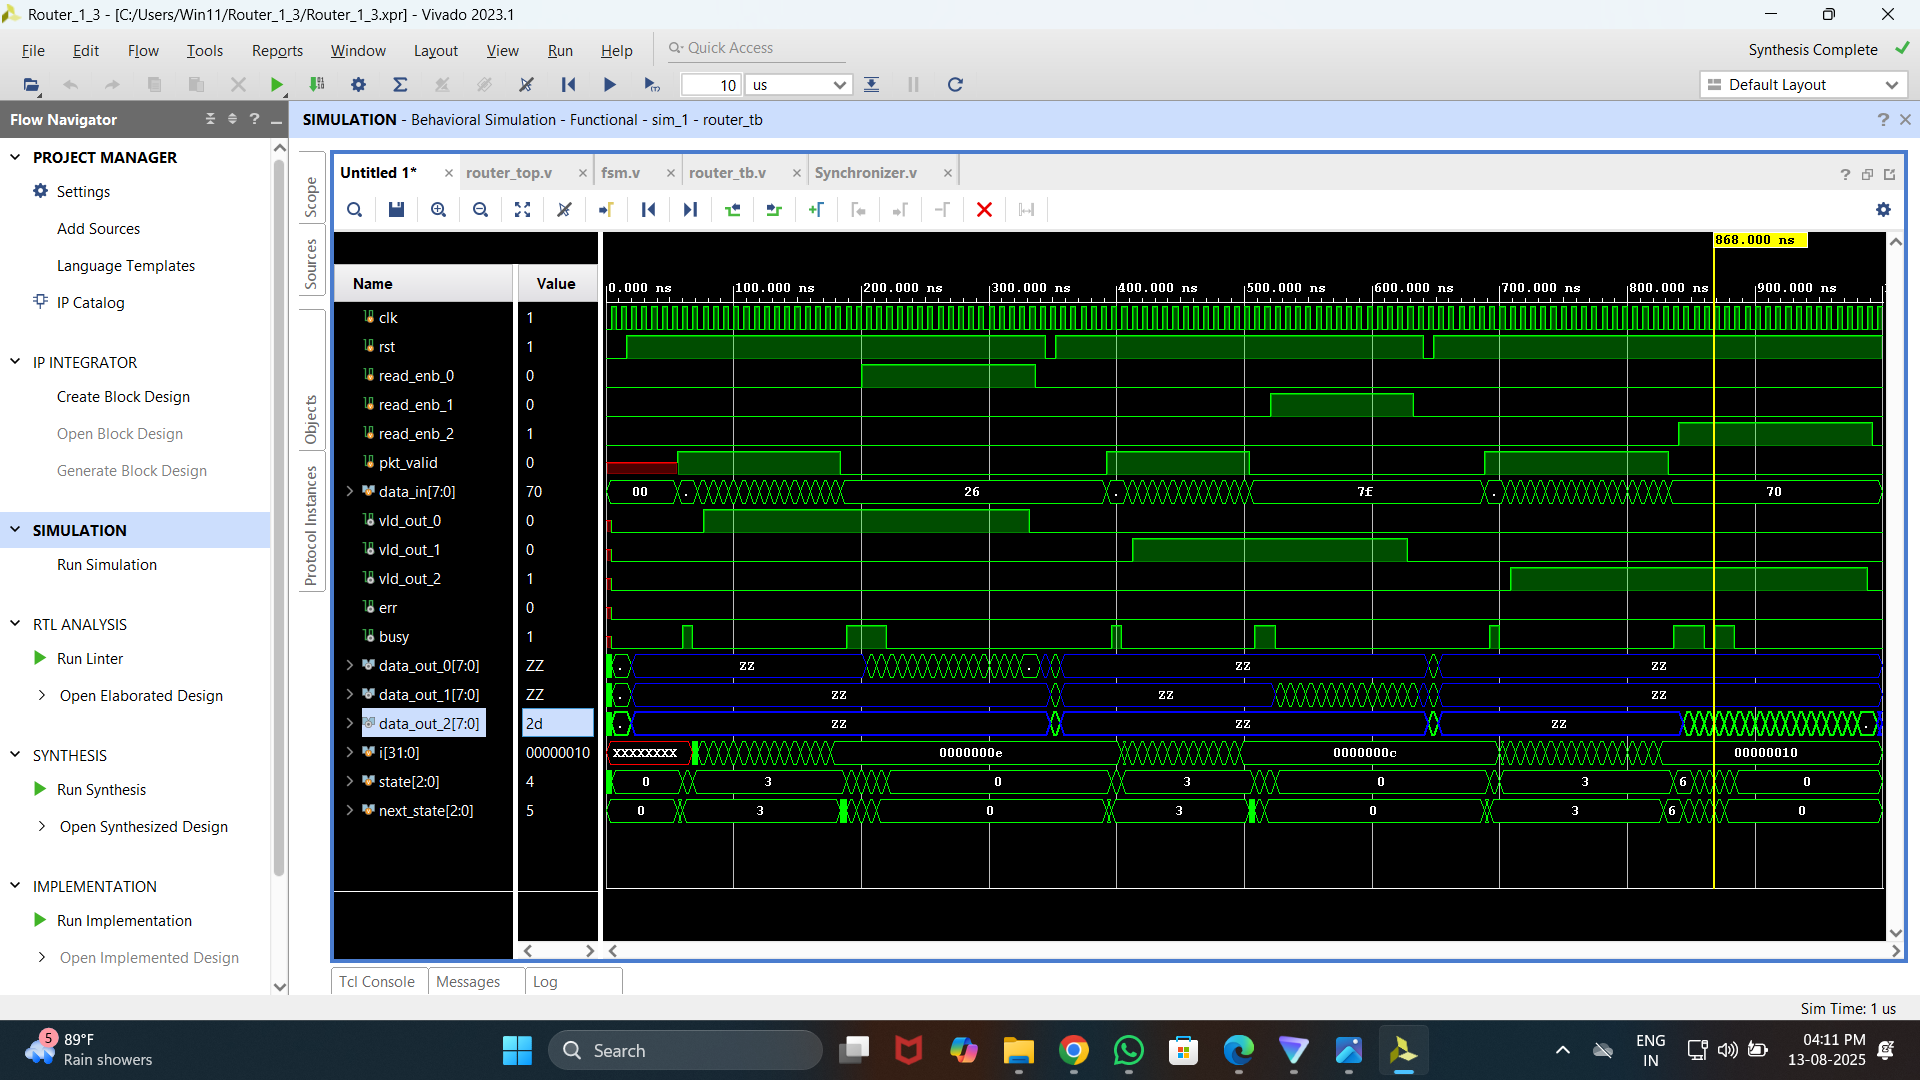 Router_1_3 - [C:/Users/Win11/Router_1_3/Router_1_3.xpr] - Vivado 2023.1
File Edit Flow Tools Reports Window Layout View Run Help Quick Access
Synthesis Complete
10 us
Default Layout
Flow Navigator
SIMULATION - Behavioral Simulation - Functional - sim_1 - router_tb
PROJECT MANAGER
Settings
Add Sources
Language Templates
IP Catalog
IP INTEGRATOR
Create Block Design
Open Block Design
Generate Block Design
SIMULATION
Run Simulation
RTL ANALYSIS
Run Linter
Open Elaborated Design
SYNTHESIS
Run Synthesis
Open Synthesized Design
IMPLEMENTATION
Run Implementation
Open Implemented Design
Scope
Sources
Objects
Protocol Instances
Untitled 1* router_top.v fsm.v router_tb.v Synchronizer.v
868.000 ns
Name Value
0.000 ns 100.000 ns 200.000 ns 300.000 ns 400.000 ns 500.000 ns 600.000 ns 700.000 ns 800.000 ns 900.000 ns
clk 1
rst 1
read_enb_0 0
read_enb_1 0
read_enb_2 1
pkt_valid 0
data_in[7:0] 70 00 . 26 . 7f . 70
vld_out_0 0
vld_out_1 0
vld_out_2 1
err 0
busy 1
data_out_0[7:0] ZZ . ZZ . ZZ ZZ
data_out_1[7:0] ZZ . ZZ ZZ ZZ
data_out_2[7:0] 2d . ZZ ZZ ZZ .
i[31:0] 00000010 XXXXXXXX 0000000e 0000000c 00000010
state[2:0] 4 0 3 0 3 0 3 6 0
next_state[2:0] 5 0 3 0 3 0 3 6 0
Tcl Console Messages Log
Sim Time: 1 us
5
89°F
Rain showers
Search
ENG
IN
04:11 PM
13-08-2025